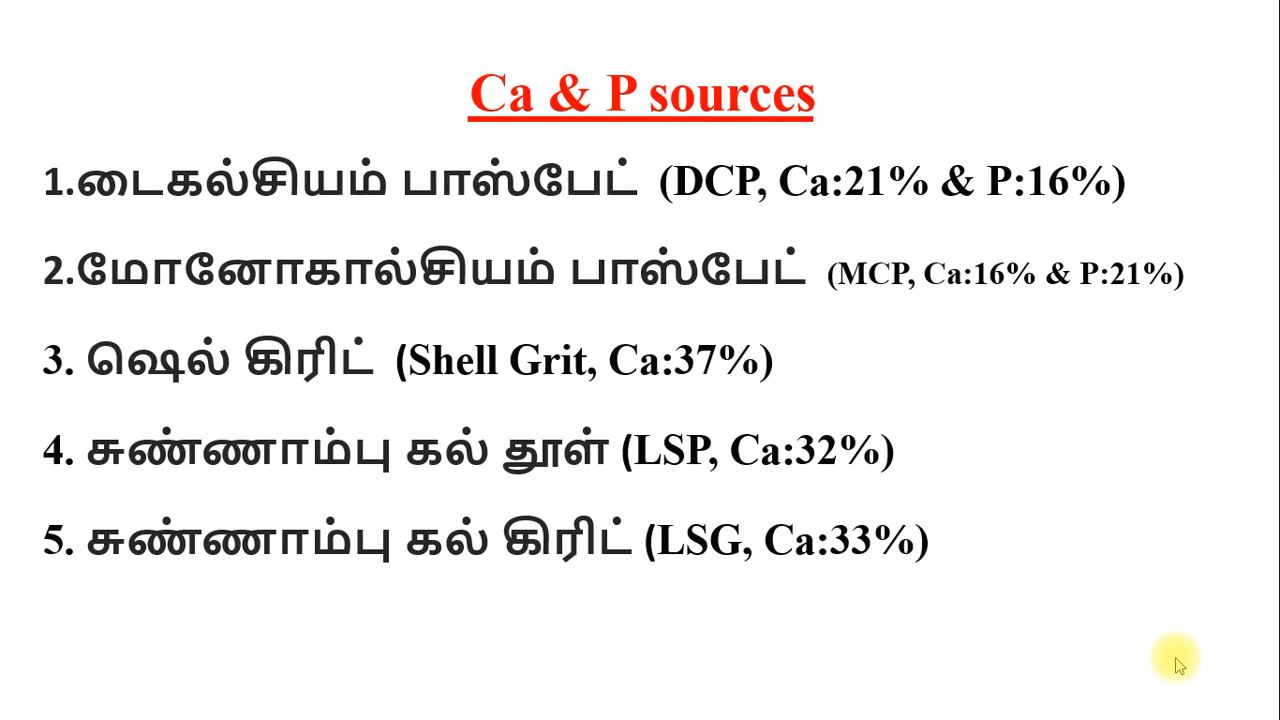 Ca & P sources
1.டைகல்சியம் பாஸ்பேட் (DCP, Ca:21% & P:16%)
2.மோனோகால்சியம் பாஸ்பேட் (MCP, Ca:16% & P:21%)
3. ஷெல் கிரிட் (Shell Grit, Ca:37%)
4. சுண்ணாம்பு கல் தூள் (LSP, Ca:32%)
5. சுண்ணாம்பு கல் கிரிட் (LSG, Ca:33%)